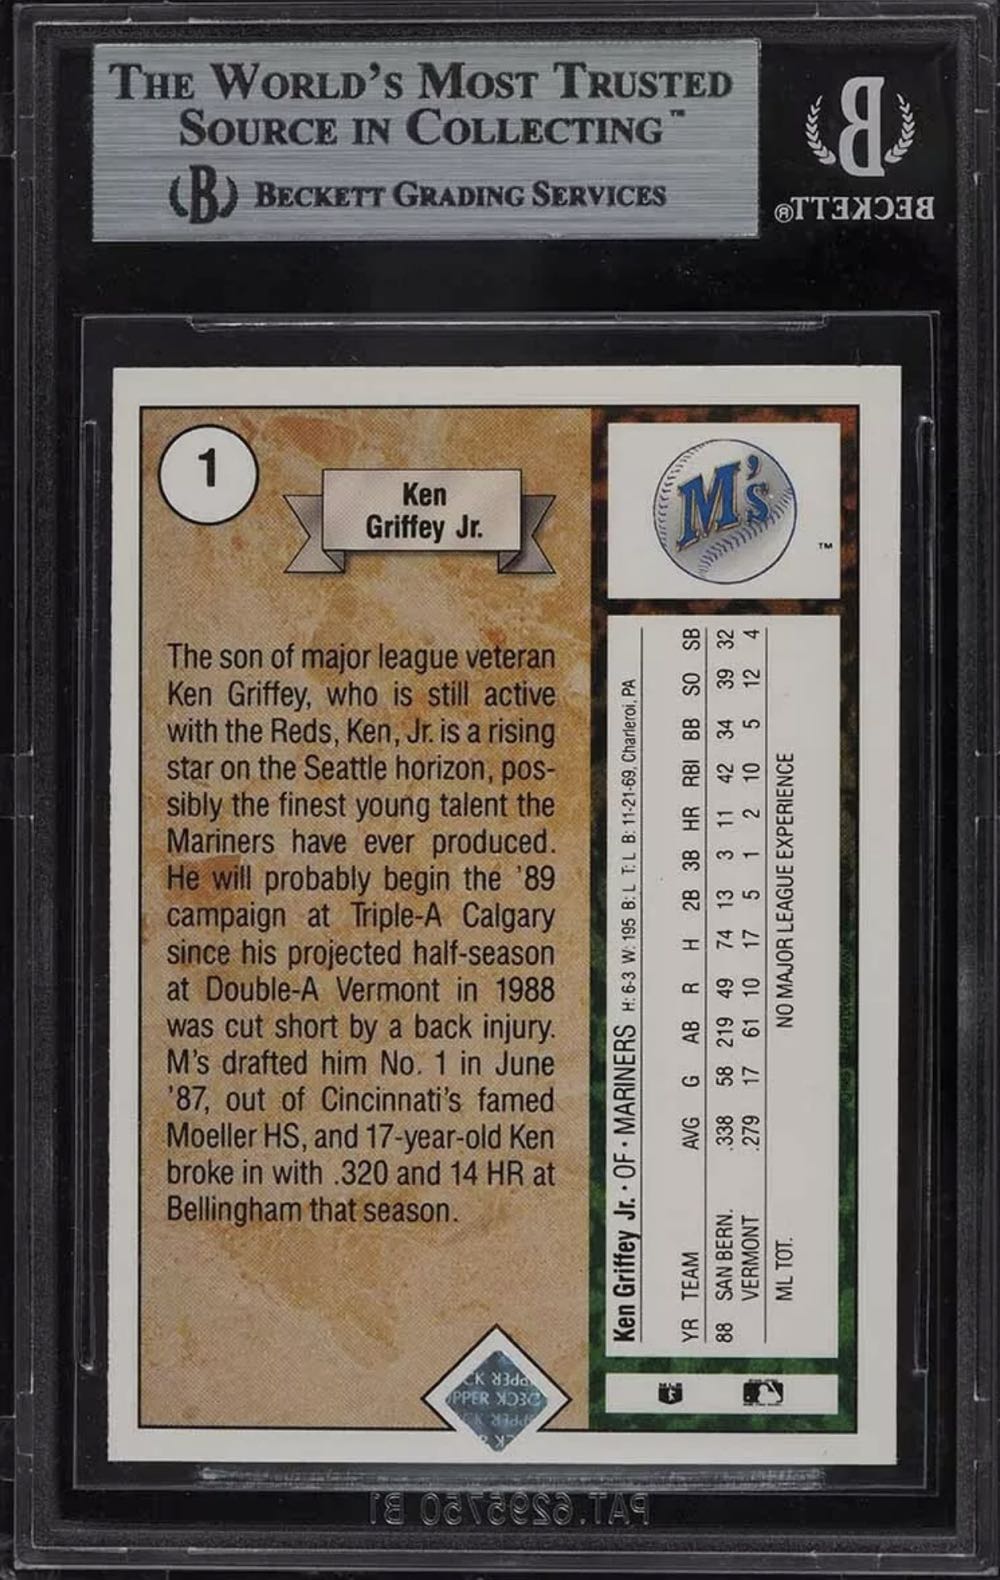 THE WORLD'S MOST TRUSTED
SOURCE IN COLLECTING™
B BECKETT GRADING SERVICES
B
BECKETT®
1
Ken
Griffey Jr.
M's
™
The son of major league veteran
Ken Griffey, who is still active
with the Reds, Ken, Jr. is a rising
star on the Seattle horizon, pos-
sibly the finest young talent the
Mariners have ever produced.
He will probably begin the '89
campaign at Triple-A Calgary
since his projected half-season
at Double-A Vermont in 1988
was cut short by a back injury.
M's drafted him No. 1 in June
'87, out of Cincinnati's famed
Moeller HS, and 17-year-old Ken
broke in with .320 and 14 HR at
Bellingham that season.
Ken Griffey Jr. • OF • MARINERS H: 6-3 W: 195 B: L T: L B: 11-21-69, Charleroi, PA
YR TEAM AVG G AB R H 2B 3B HR RBI BB SO SB
88 SAN BERN. .338 58 219 49 74 13 3 11 42 34 39 32
VERMONT .279 17 61 10 17 5 1 2 10 5 12 4
ML TOT. NO MAJOR LEAGUE EXPERIENCE
UPPER DECK
PAT.6295750 B1